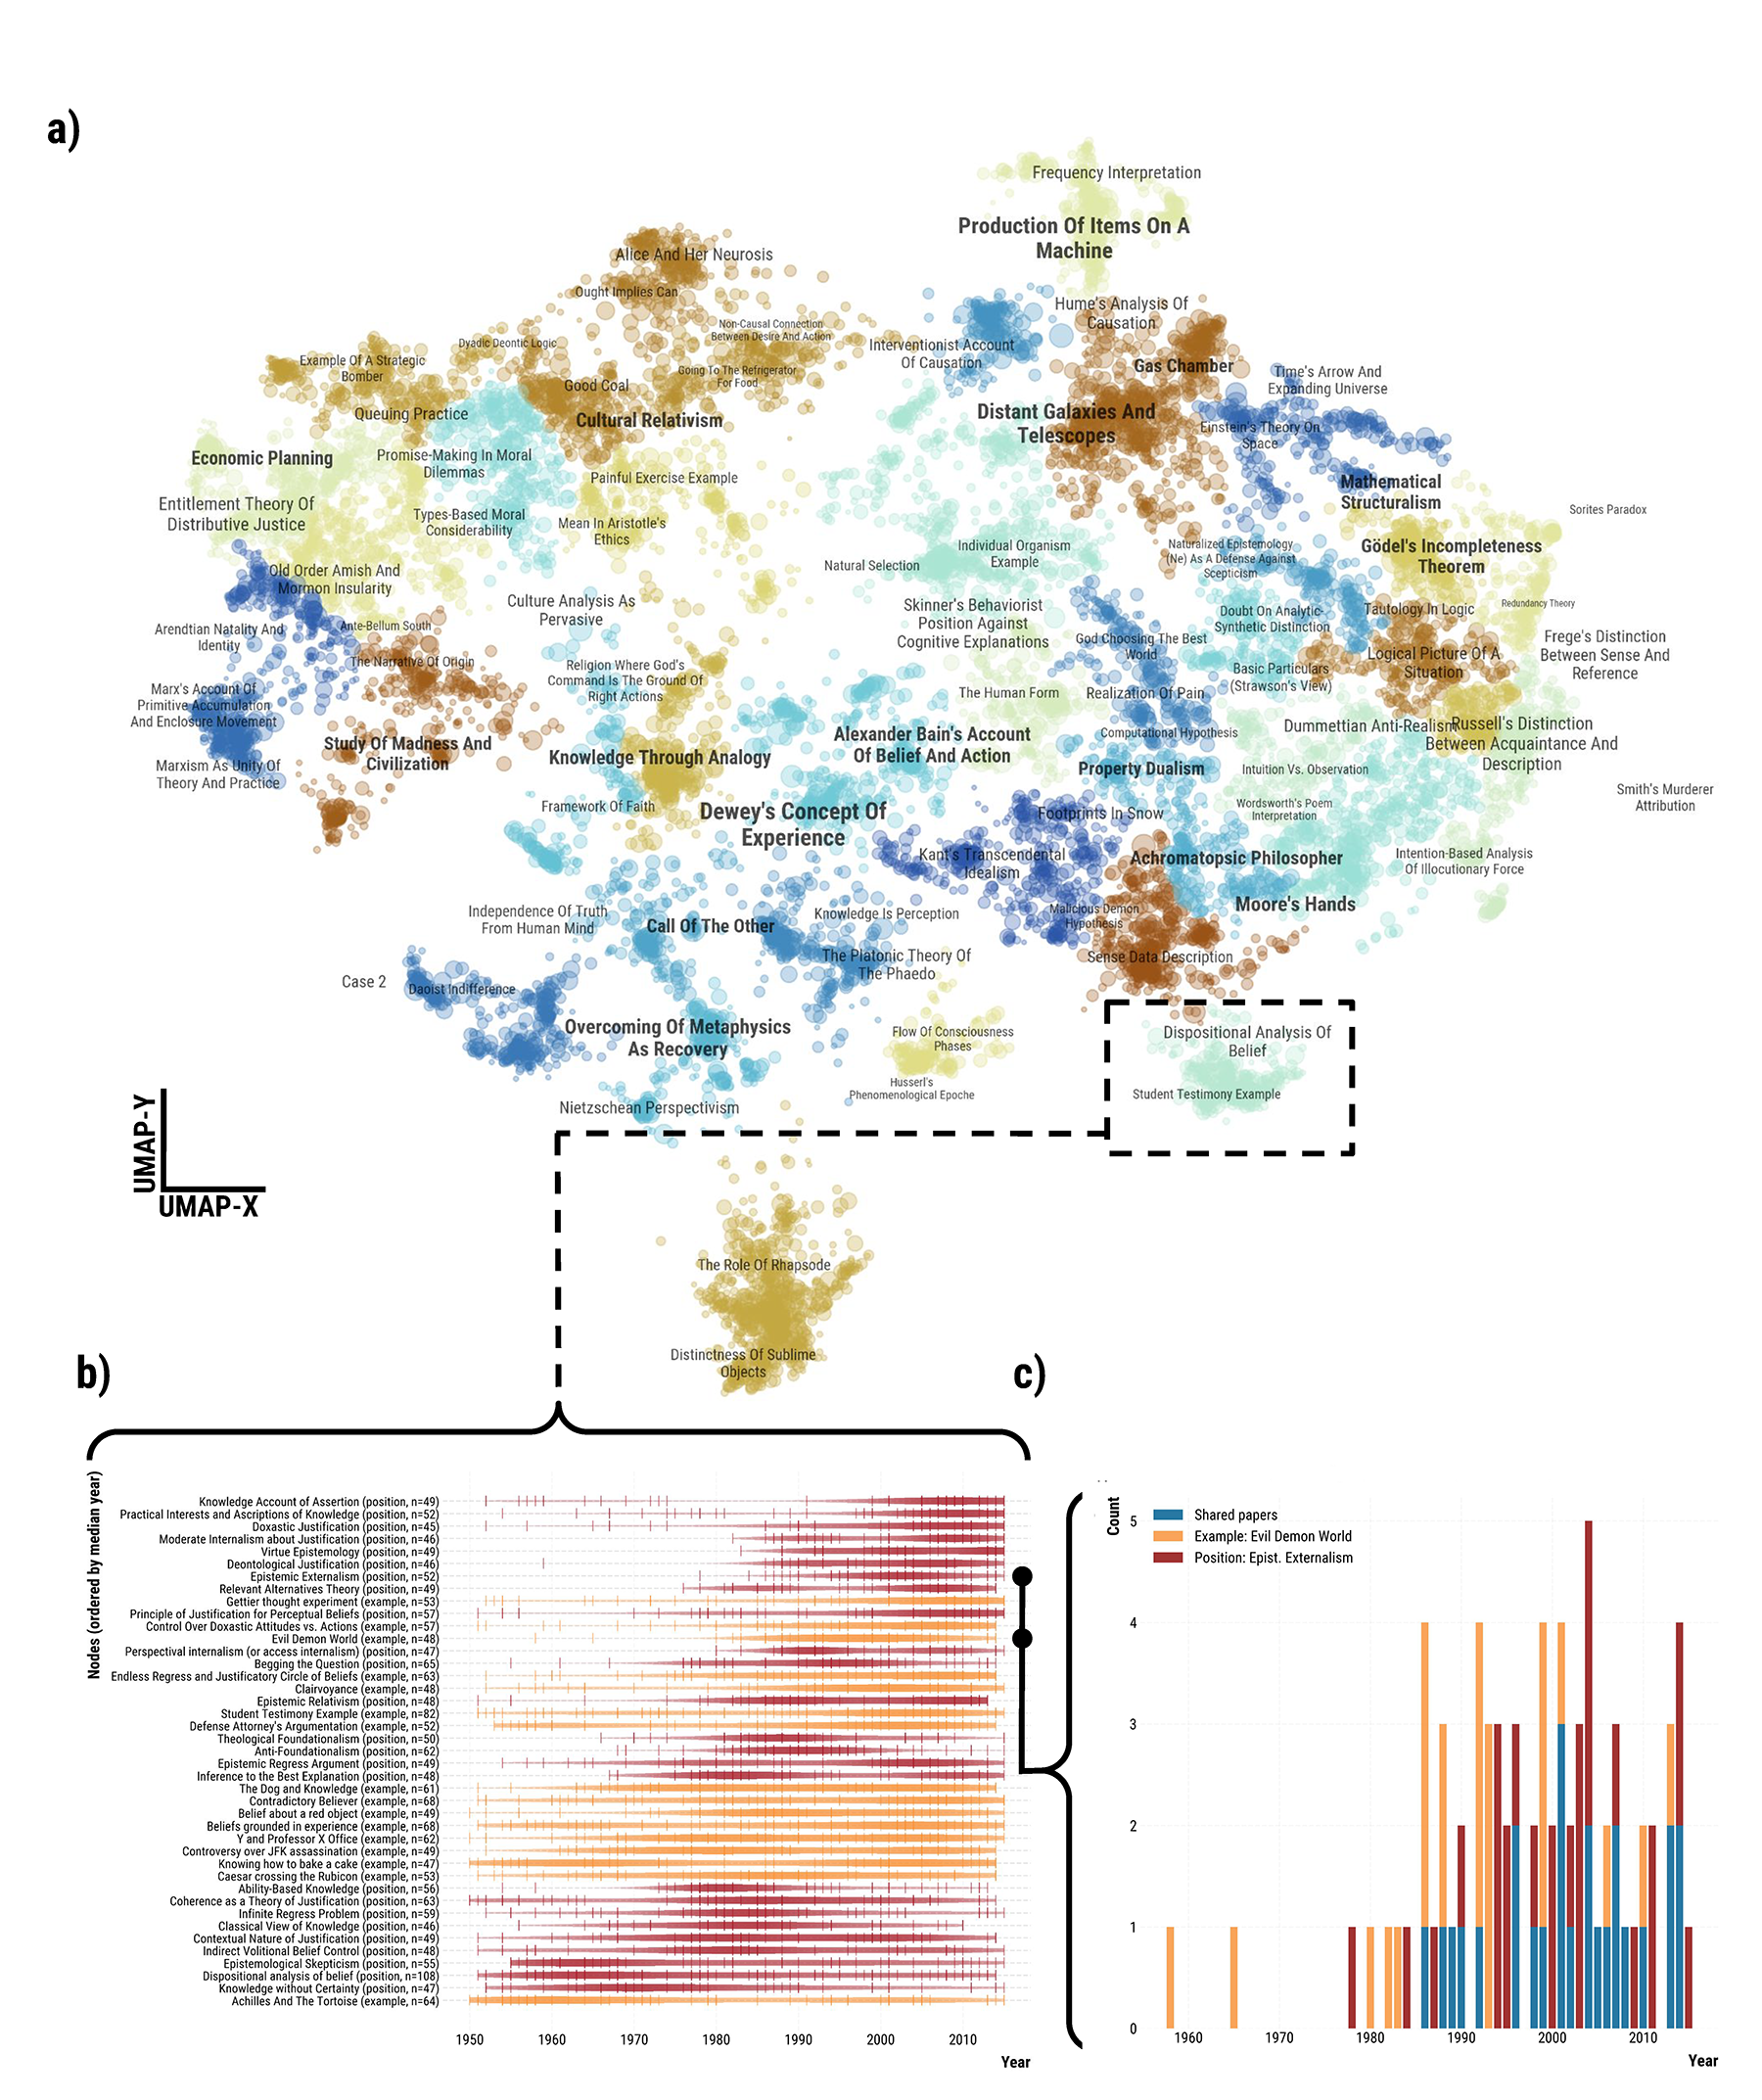 a)
Frequency Interpretation
Production Of Items On A
Machine
Alice And Her Neurosis
Ought Implies Can
Hume's Analysis Of
Causation
Non-Causal Connection
Between Desire And Action
Dyadic Deontic Logic
Interventionist Account
Of Causation
Example Of A Strategic
Bomber
Gas Chamber
Going To The Refrigerator
For Food
Time's Arrow And
Expanding Universe
Good Coal
Queuing Practice
Cultural Relativism
Distant Galaxies And
Telescopes
Einstein's Theory On
Space
Economic Planning
Promise-Making In Moral
Dilemmas
Painful Exercise Example
Mathematical
Structuralism
Entitlement Theory Of
Distributive Justice
Types-Based Moral
Considerability
Mean In Aristotle's
Ethics
Sorites Paradox
Individual Organism
Example
Natural Selection
Naturalized Epistemology
(Ne) As A Defense Against
Scepticism
Gödel's Incompleteness
Theorem
Old Order Amish And
Mormon Insularity
Culture Analysis As
Pervasive
Skinner's Behaviorist
Position Against
Cognitive Explanations
Doubt On Analytic-
Synthetic Distinction
Tautology In Logic
Redundancy Theory
Arendtian Natality And
Identity
Ante-Bellum South
The Narrative Of Origin
God Choosing The Best
World
Frege's Distinction
Between Sense And
Reference
Religion Where God's
Command Is The Ground Of
Right Actions
Basic Particulars
(Strawson's View)
Logical Picture Of A
Situation
Marx's Account Of
Primitive Accumulation
And Enclosure Movement
The Human Form
Realization Of Pain
Study Of Madness And
Civilization
Alexander Bain's Account
Of Belief And Action
Computational Hypothesis
Dummettian Anti-Realism
Russell's Distinction
Between Acquaintance And
Description
Knowledge Through Analogy
Property Dualism
Intuition Vs. Observation
Marxism As Unity Of
Theory And Practice
Smith's Murderer
Attribution
Framework Of Faith
Dewey's Concept Of
Experience
Footprints In Snow
Wordsworth's Poem
Interpretation
Kant's Transcendental
Idealism
Achromatopsic Philosopher
Intention-Based Analysis
Of Illocutionary Force
Moore's Hands
Independence Of Truth
From Human Mind
Call Of The Other
Knowledge Is Perception
Malicious Demon
Hypothesis
The Platonic Theory Of
The Phaedo
Sense Data Description
Case 2
Daoist Indifference
Overcoming Of Metaphysics
As Recovery
Flow Of Consciousness
Phases
Dispositional Analysis Of
Belief
Husserl's
Phenomenological Epoche
Student Testimony Example
Nietzschean Perspectivism
UMAP-Y
UMAP-X
The Role Of Rhapsode
Distinctness Of Sublime
Objects
b)
Nodes (ordered by median year)
Knowledge Account of Assertion (position, n=49)
Practical Interests and Ascriptions of Knowledge (position, n=52)
Doxastic Justification (position, n=45)
Moderate Internalism about Justification (position, n=46)
Virtue Epistemology (position, n=49)
Deontological Justification (position, n=46)
Epistemic Externalism (position, n=52)
Relevant Alternatives Theory (position, n=49)
Gettier thought experiment (example, n=53)
Principle of Justification for Perceptual Beliefs (position, n=57)
Control Over Doxastic Attitudes vs. Actions (example, n=57)
Evil Demon World (example, n=48)
Perspectival internalism (or access internalism) (position, n=47)
Begging the Question (position, n=65)
Endless Regress and Justificatory Circle of Beliefs (example, n=63)
Clairvoyance (example, n=48)
Epistemic Relativism (position, n=48)
Student Testimony Example (example, n=82)
Defense Attorney's Argumentation (example, n=52)
Theological Foundationalism (position, n=50)
Anti-Foundationalism (position, n=62)
Epistemic Regress Argument (position, n=49)
Inference to the Best Explanation (position, n=48)
The Dog and Knowledge (example, n=61)
Contradictory Believer (example, n=68)
Belief about a red object (example, n=49)
Beliefs grounded in experience (example, n=68)
Y and Professor X Office (example, n=62)
Controversy over JFK assassination (example, n=49)
Knowing how to bake a cake (example, n=47)
Caesar crossing the Rubicon (example, n=53)
Ability-Based Knowledge (position, n=56)
Coherence as a Theory of Justification (position, n=63)
Infinite Regress Problem (position, n=59)
Classical View of Knowledge (position, n=46)
Contextual Nature of Justification (position, n=49)
Indirect Volitional Belief Control (position, n=48)
Epistemological Skepticism (position, n=55)
Dispositional analysis of belief (position, n=108)
Knowledge without Certainty (position, n=47)
Achilles And The Tortoise (example, n=64)
1950 1960 1970 1980 1990 2000 2010
Year
c)
Count
Shared papers
Example: Evil Demon World
Position: Epist. Externalism
5
4
3
2
1
0
1960 1970 1980 1990 2000 2010
Year